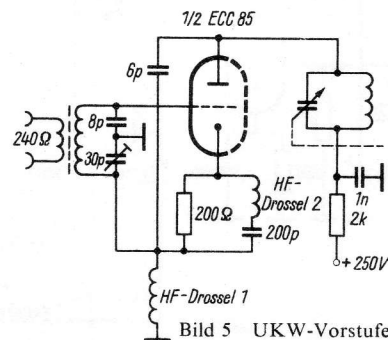 1/2 ECC 85
6p
8p
240Ω
30p
HF-
Drossel 2
200Ω
200p
1n
2k
+250V
HF-Drossel 1
Bild 5 UKW-Vorstufe